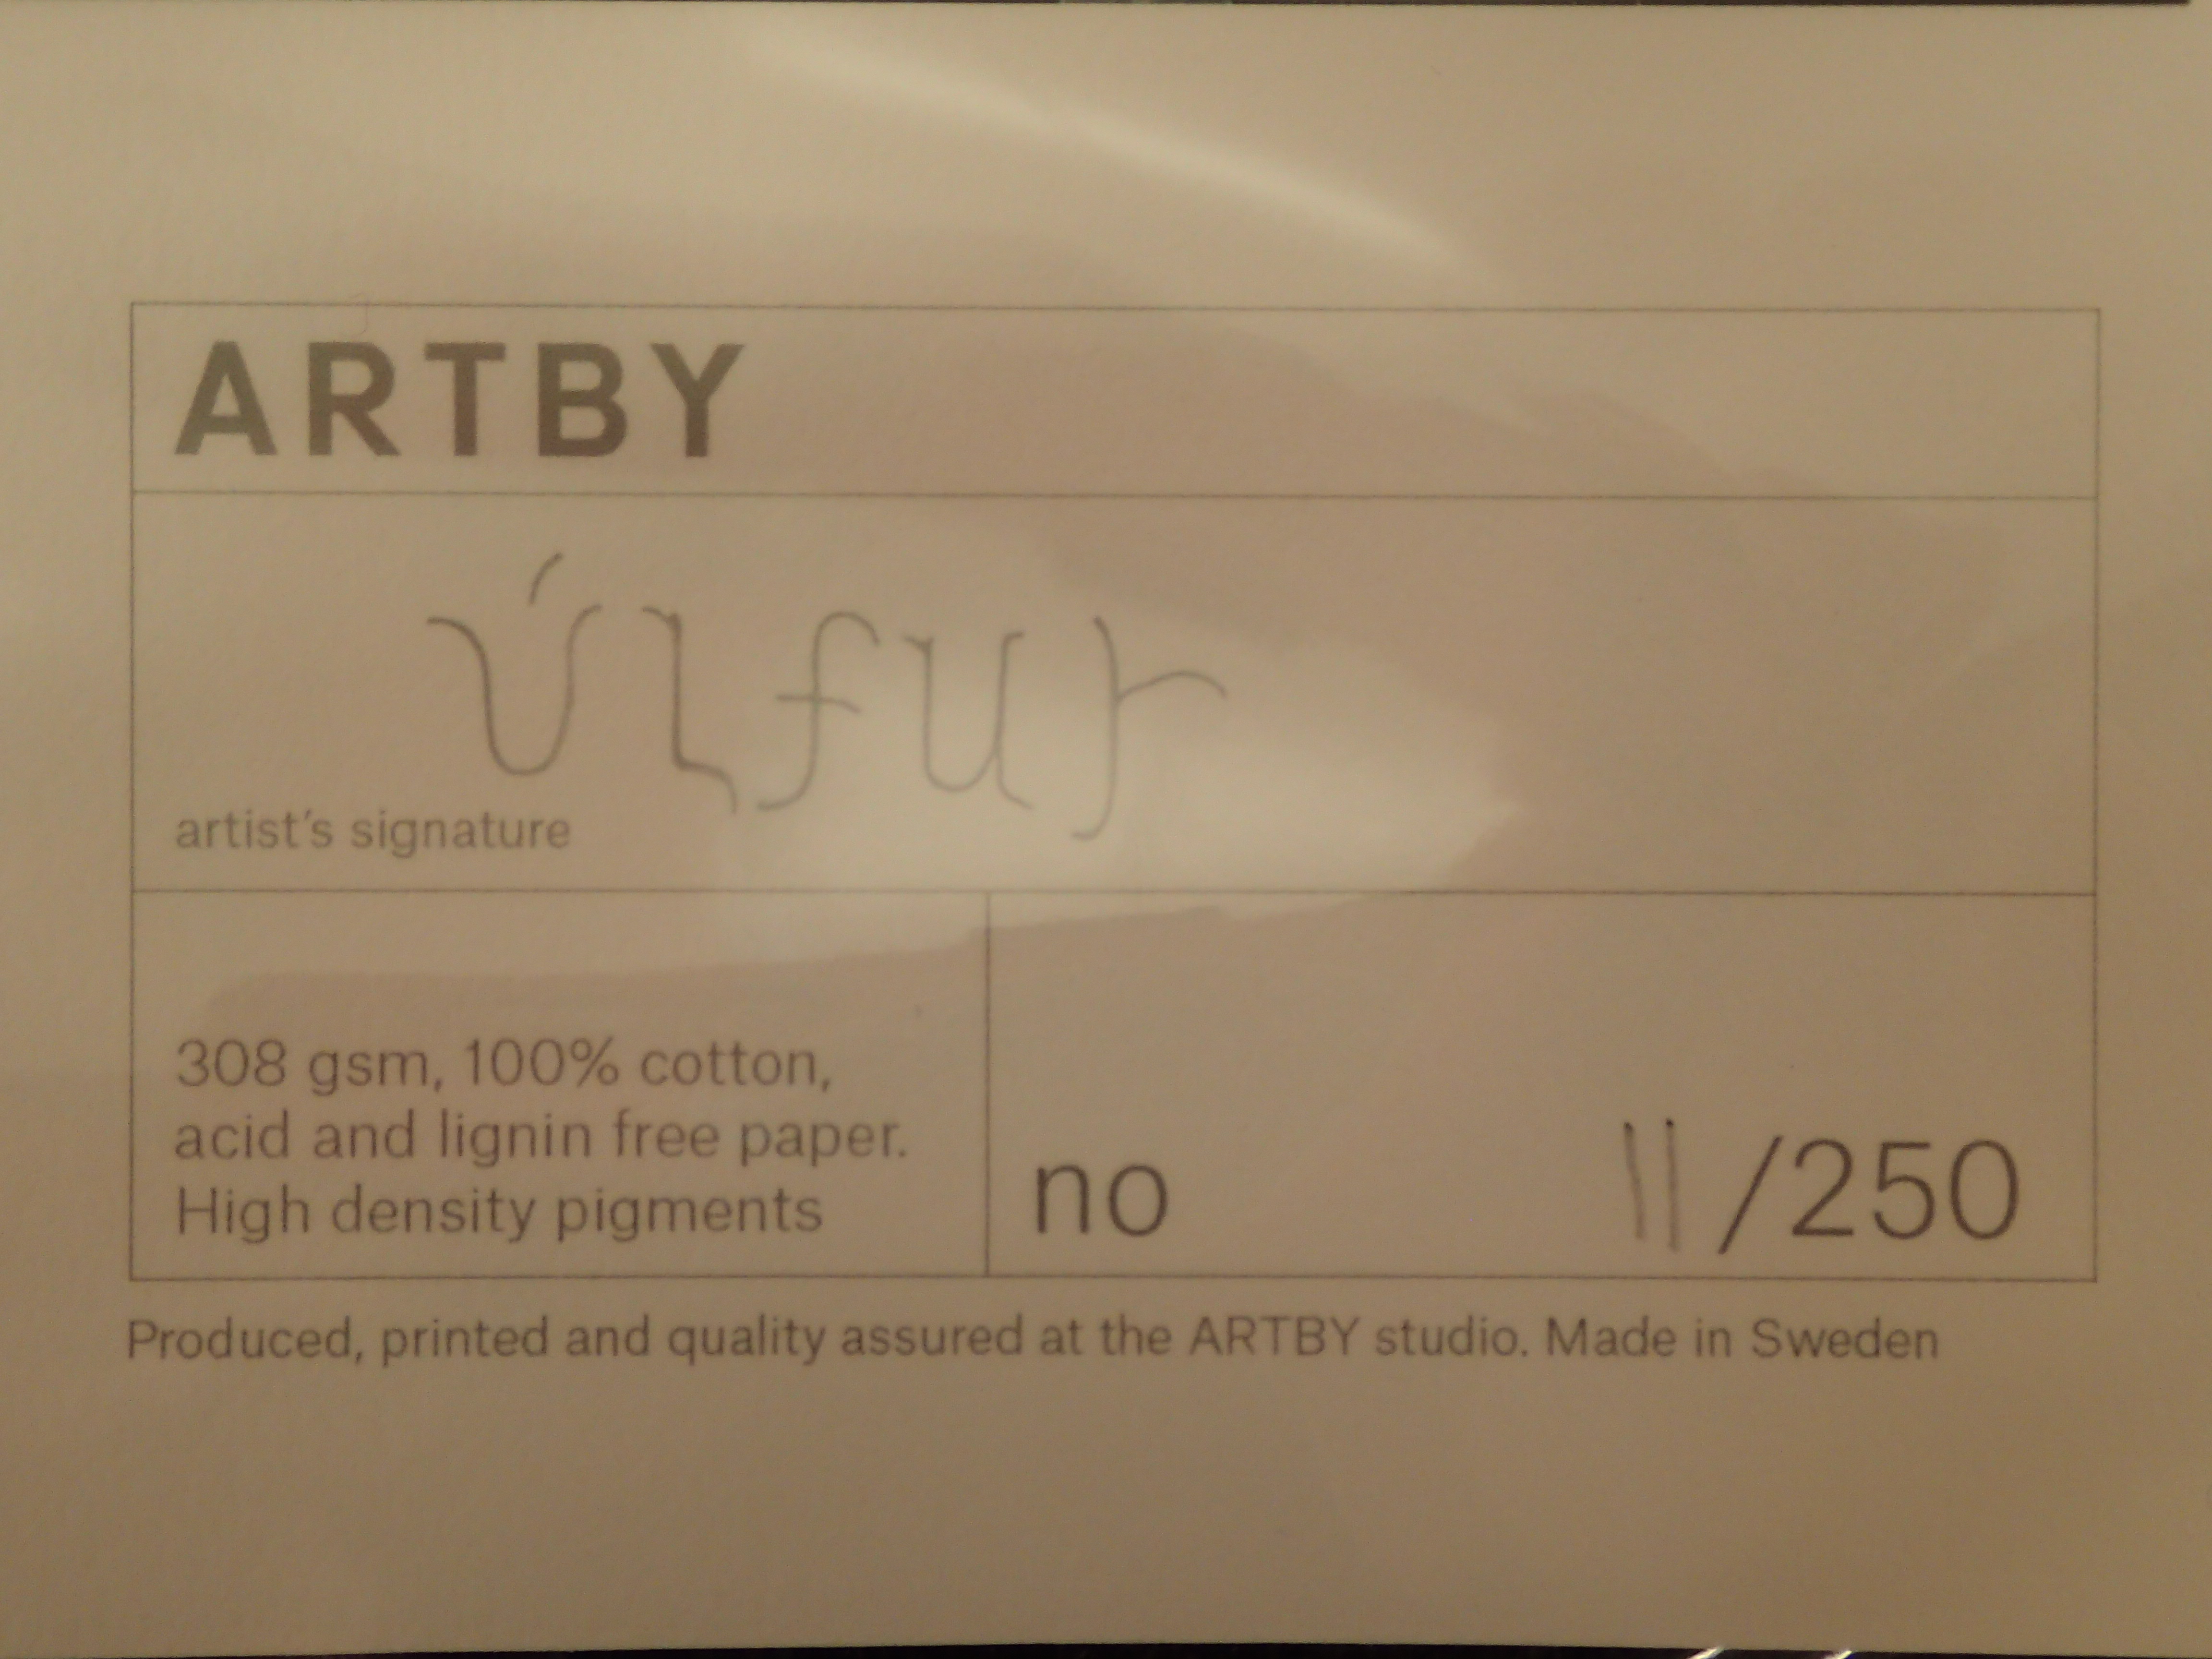 ARTBY
úlfur
artist's signature
308 gsm, 100% cotton,
acid and lignin free paper.
High density pigments
no 11/250
Produced, printed and quality assured at the ARTBY studio. Made in Sweden